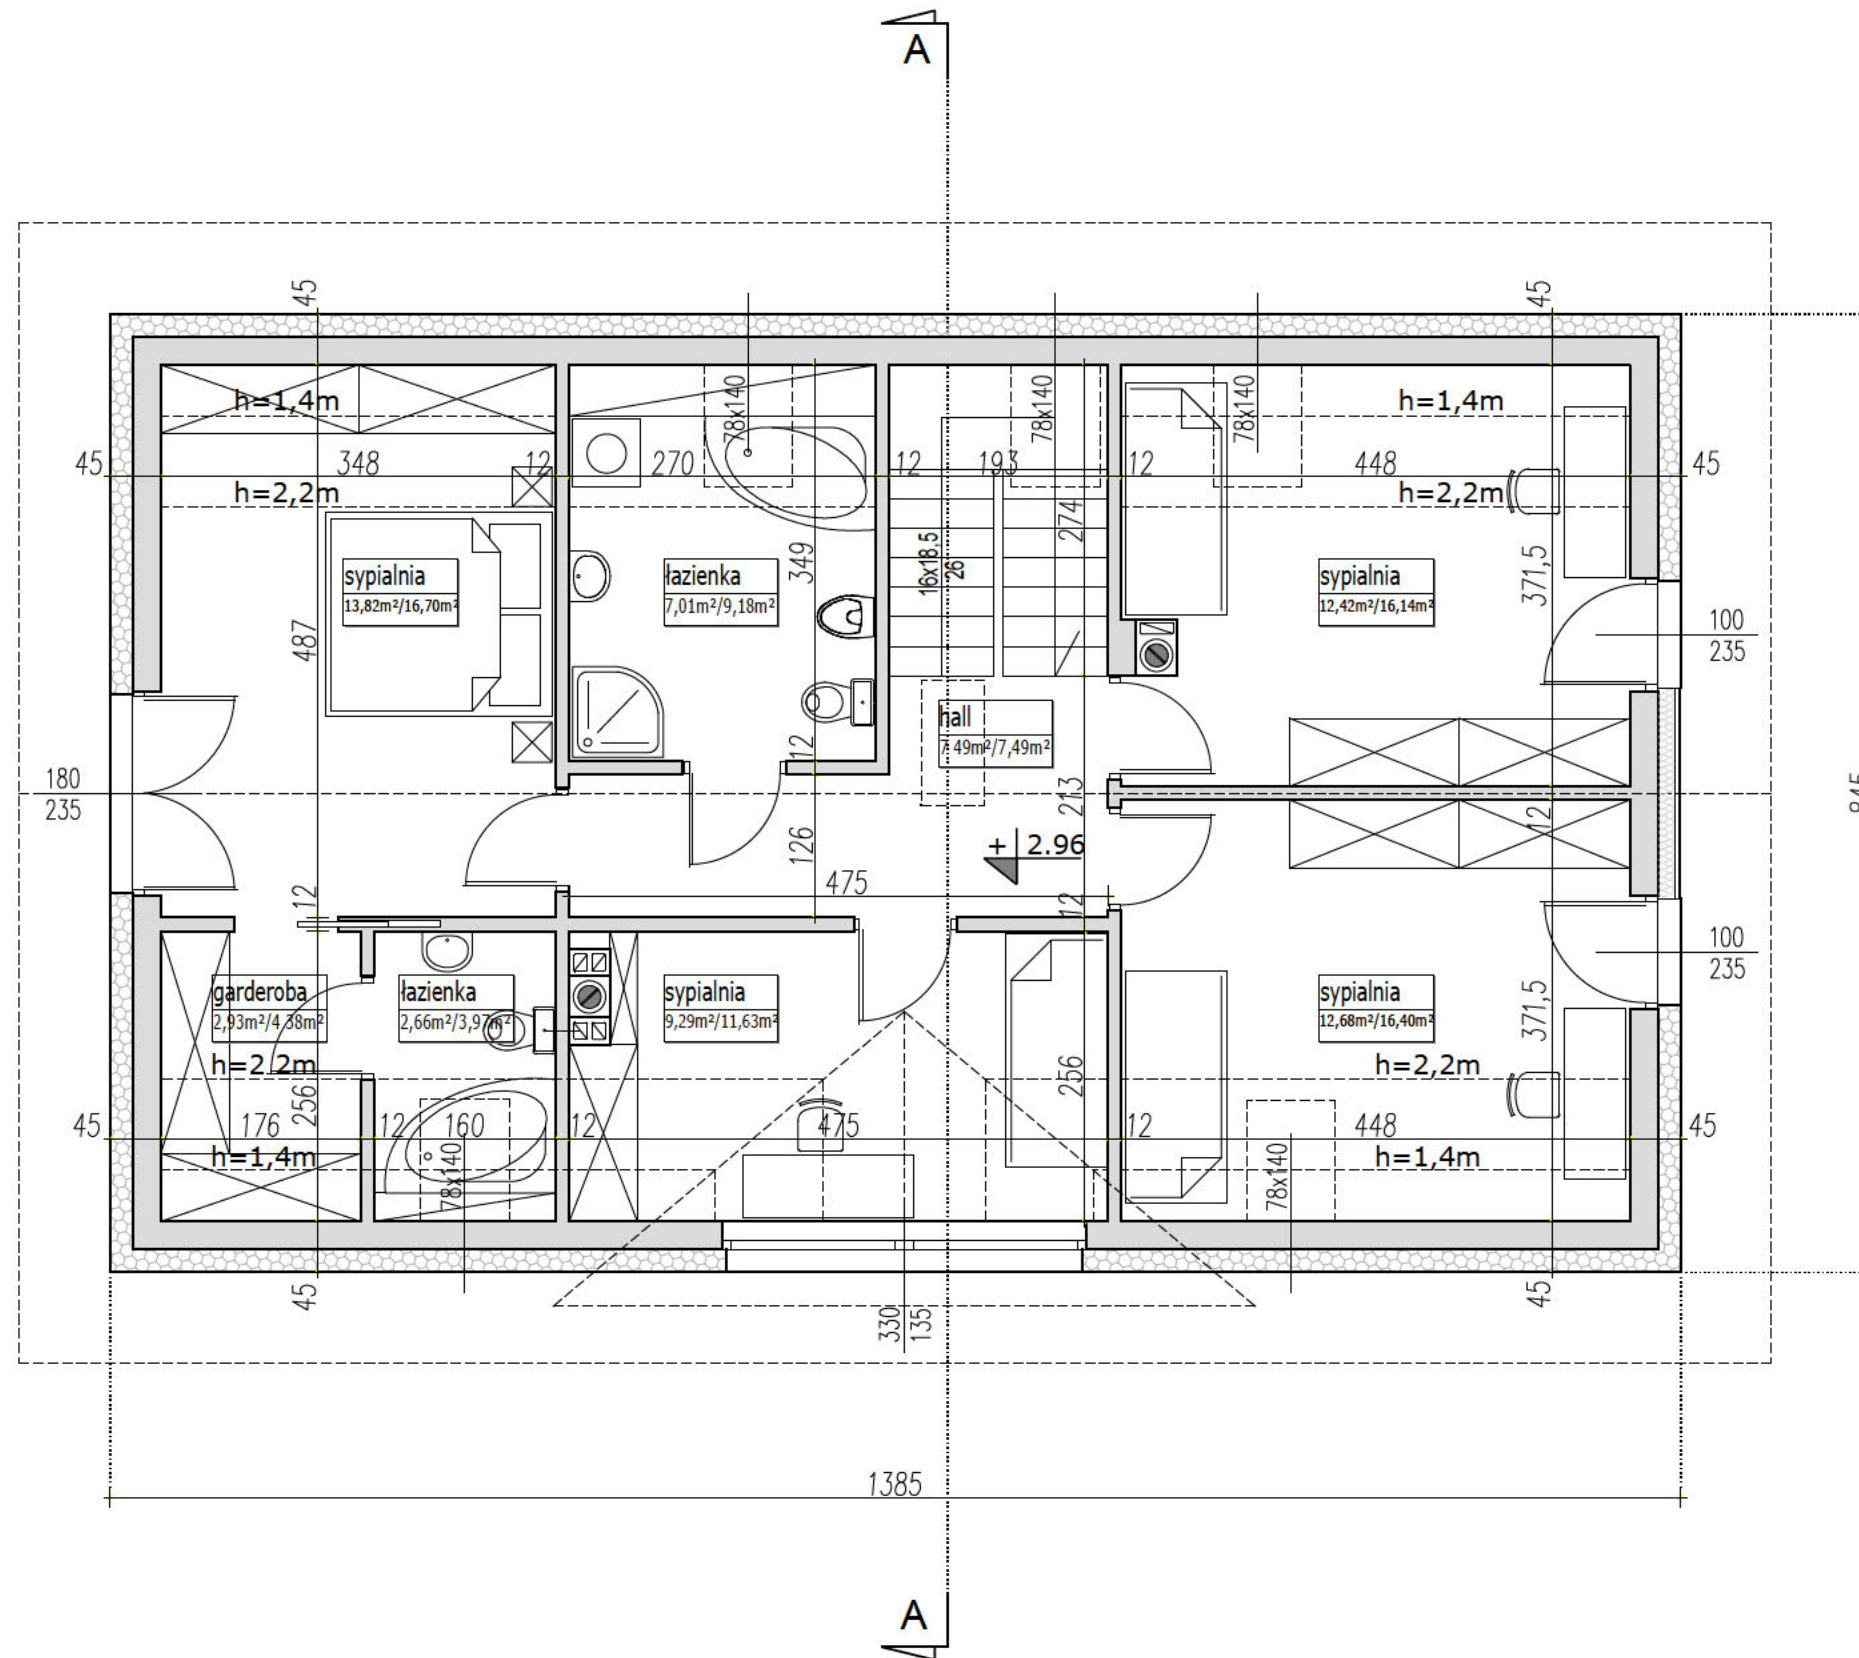 A
45
45
h=1,4m
78x140
78x140
78x140
h=1,4m
45
348
12
270
12
193
12
448
45
h=2,2m
h=2,2m
274
349
16x18,5
26
371,5
sypialnia
13,82m²/16,70m²
łazienka
7,01m²/9,18m²
sypialnia
12,42m²/16,14m²
487
100
235
hall
7 49m²/7,49m²
12
180
235
213
12
126
+ 2.96
475
12
12
100
235
garderoba
2,93m²/4,38m²
łazienka
2,66m²/3,97m²
sypialnia
9,29m²/11,63m²
sypialnia
12,68m²/16,40m²
371,5
h=2,2m
h=2,2m
256
256
45
176
12
160
12
475
12
448
45
h=1,4m
h=1,4m
78x140
78x140
45
45
330
135
845
1385
A